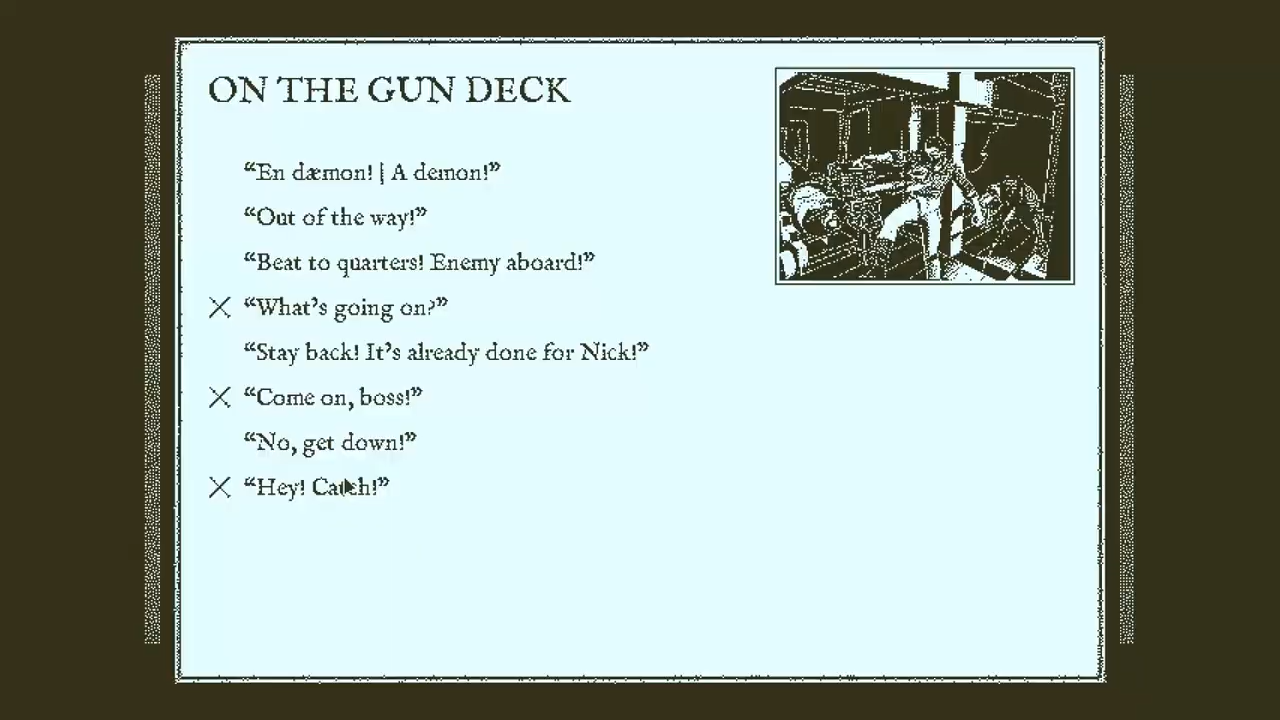 ON THE GUN DECK
“En dæmon! | A demon!”
“Out of the way!”
“Beat to quarters! Enemy aboard!”
“What’s going on?”
“Stay back! It’s already done for Nick!”
“Come on, boss!”
“No, get down!”
“Hey! Catch!”